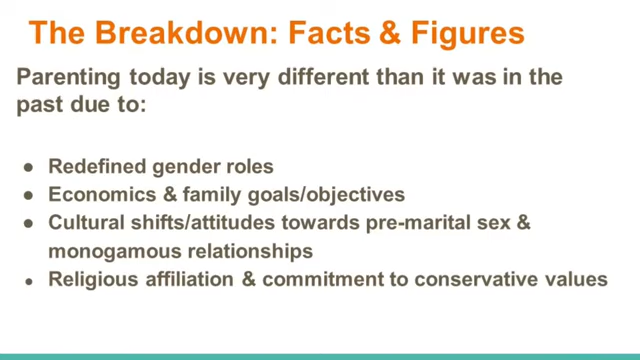 The Breakdown: Facts & Figures
Parenting today is very different than it was in the
past due to:
● Redefined gender roles
● Economics & family goals/objectives
● Cultural shifts/attitudes towards pre-marital sex &
monogamous relationships
● Religious affiliation & commitment to conservative values